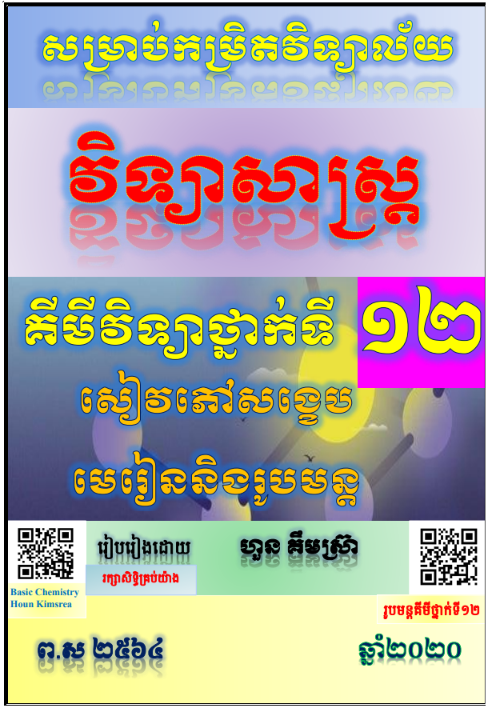 សម្រាប់កម្រិតវិទ្យាល័យ
វិទ្យាសាស្ត្រ
គីមីវិទ្យាថ្នាក់ទី ១២
សៀវភៅសង្ខេប
មេរៀននិងរូបមន្ត
រៀបរៀងដោយ ហួន គឹមស្រ៊ា
រក្សាសិទ្ធិគ្រប់យ៉ាង
Basic Chemistry
Houn Kimsrea
រូបមន្តគីមីថ្នាក់ទី១២
ព.ស ២៥៦៤ ឆ្នាំ២០២០